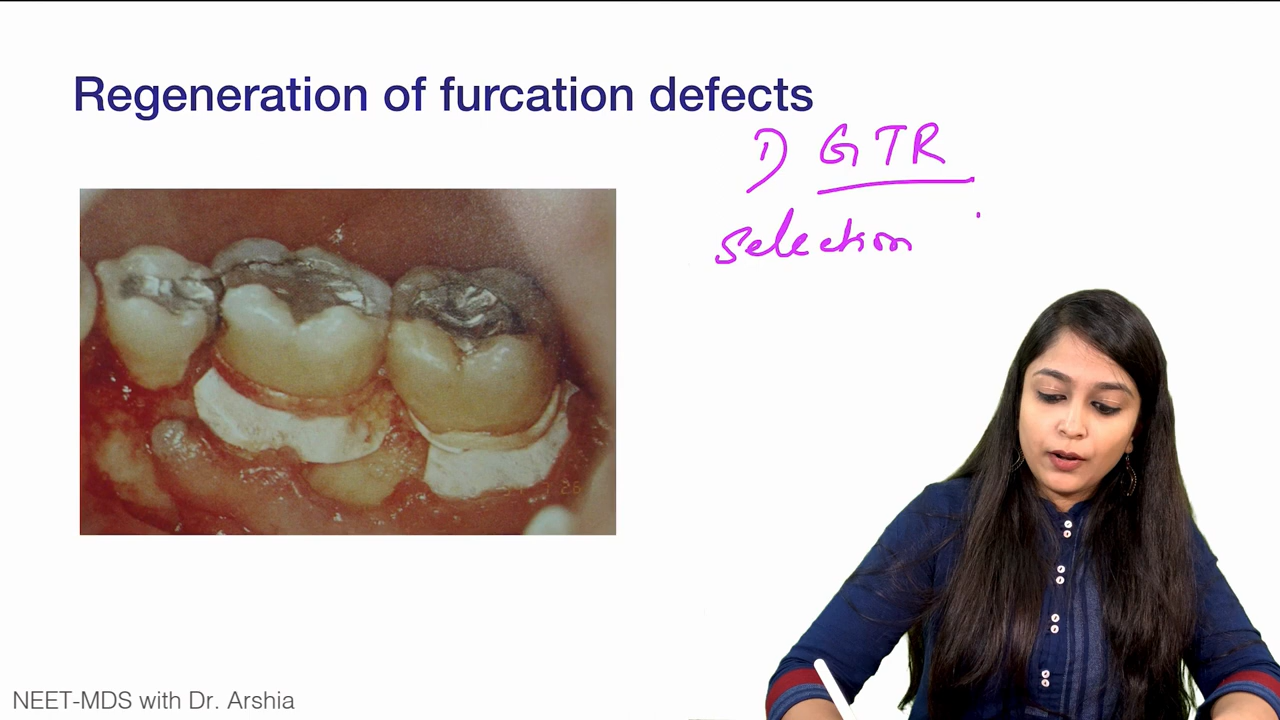 Regeneration of furcation defects
1) GTR
selection
NEET-MDS with Dr. Arshia